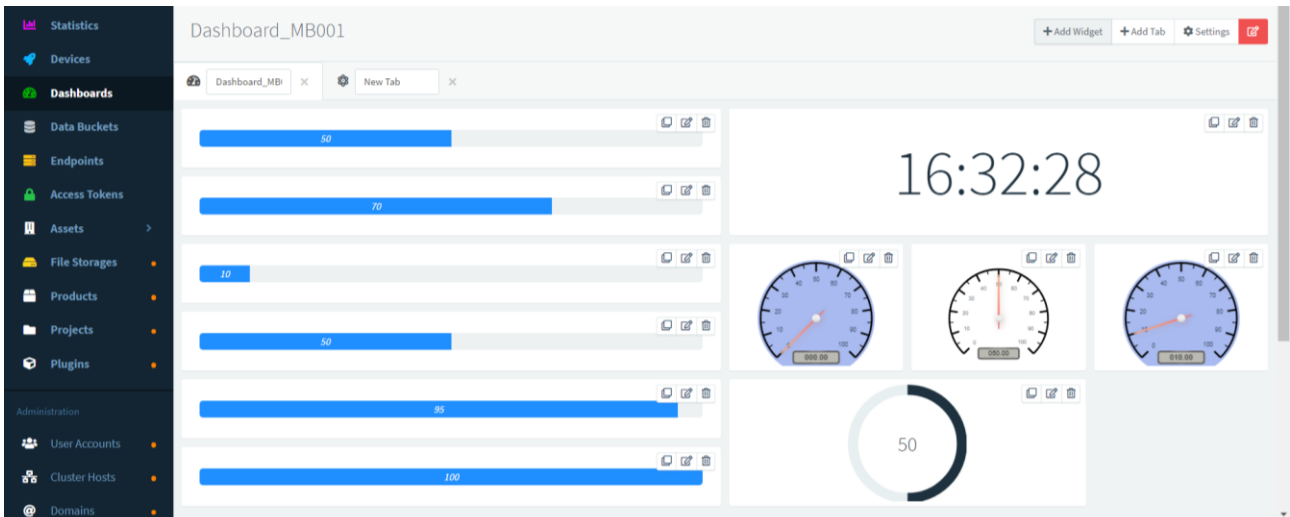 Statistics
Devices
Dashboards
Data Buckets
Endpoints
Access Tokens
Assets
File Storages
Products
Projects
Plugins
Administration
User Accounts
Cluster Hosts
Domains
Dashboard_MB001
Add Widget
Add Tab
Settings
Dashboard_MB
New Tab
50
70
10
50
95
100
16:32:28
000.00
050.00
010.00
50